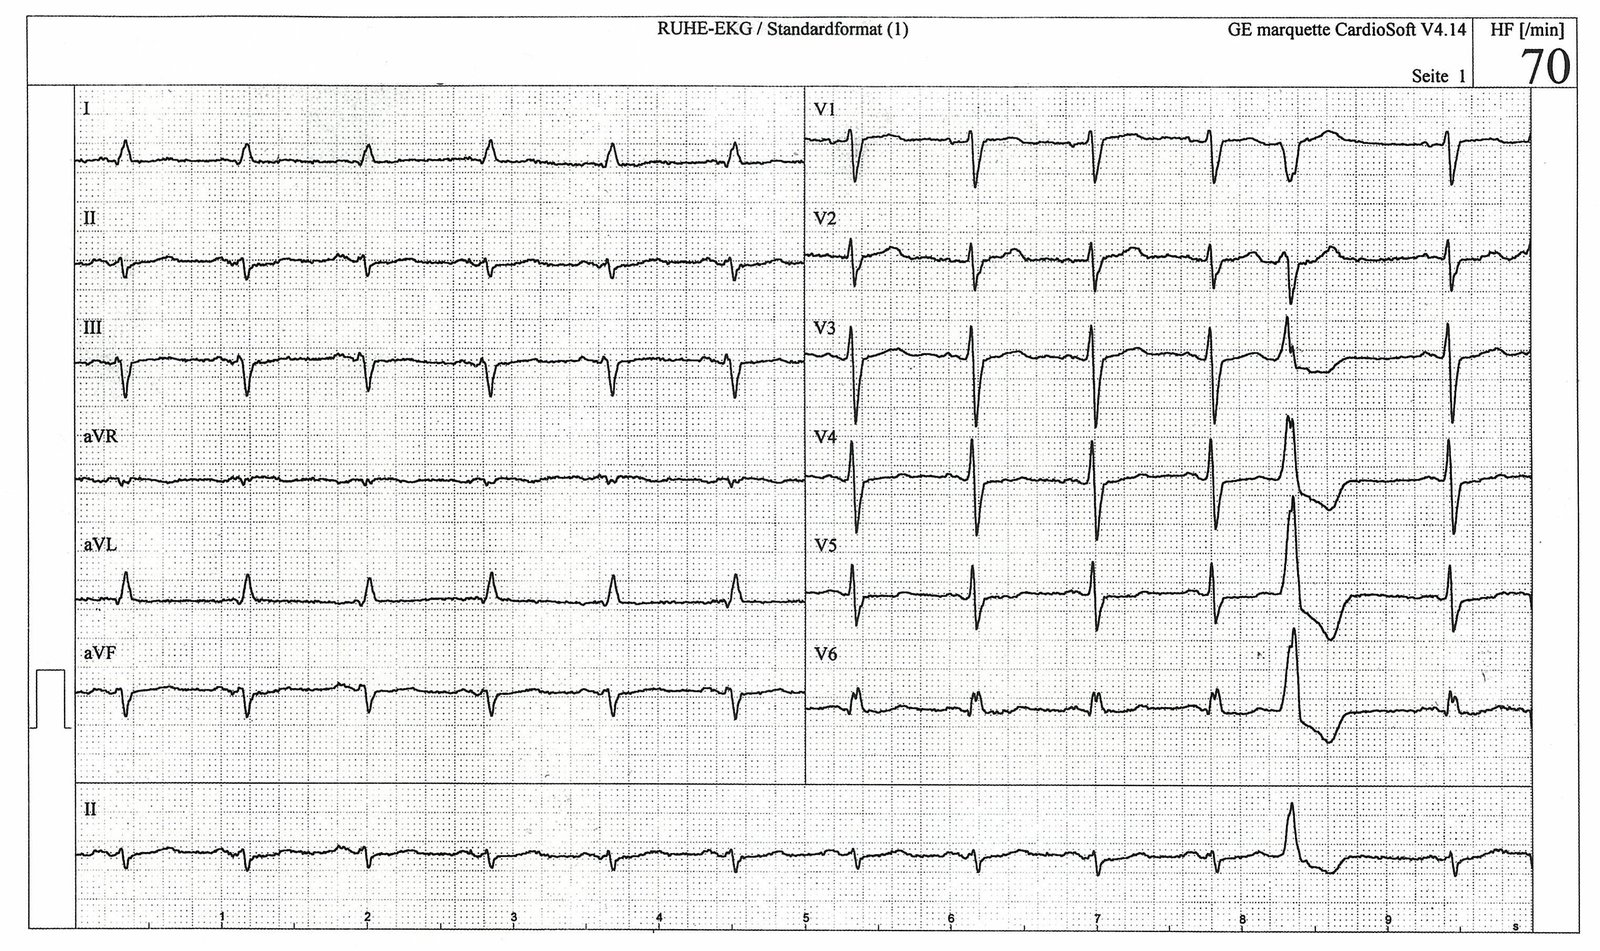 RUHE-EKG / Standardformat (1)
GE marquette CardioSoft V4.14
HF [/min]
70
Seite 1
I
II
III
aVR
aVL
aVF
V1
V2
V3
V4
V5
V6
II
1 2 3 4 5 6 7 8 9 s